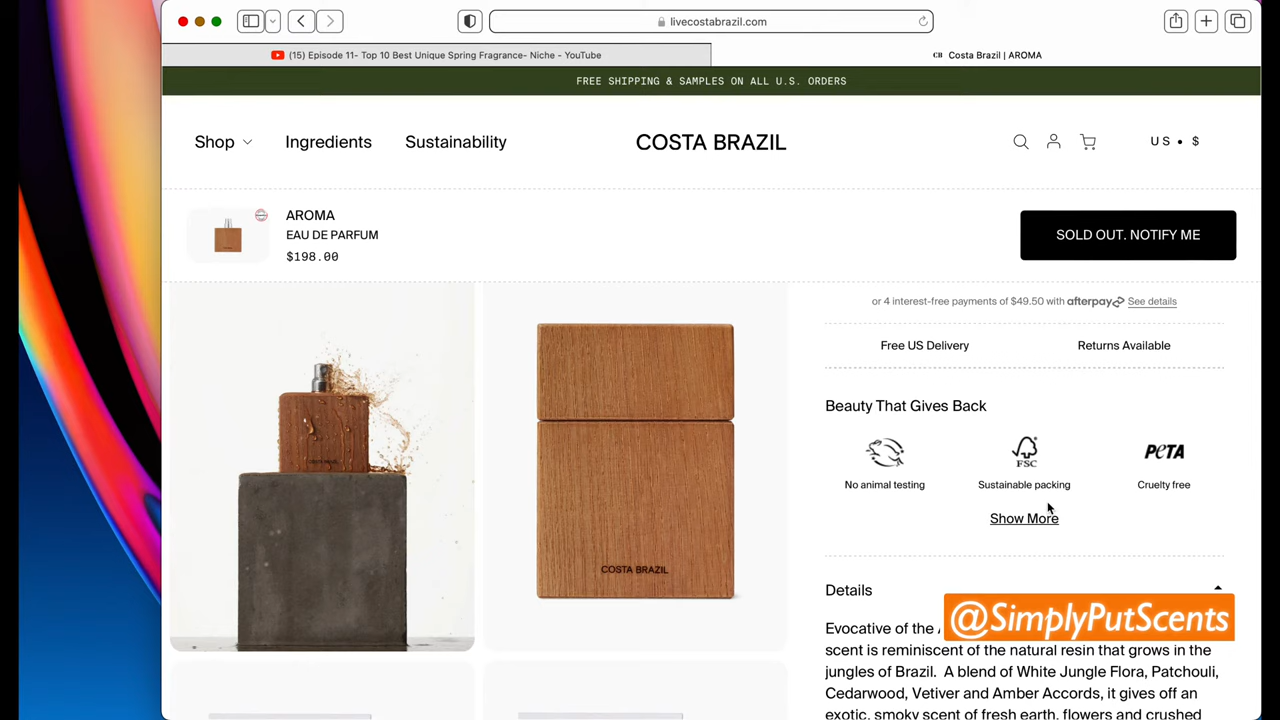 livecostabrazil.com
(15) Episode 11- Top 10 Best Unique Spring Fragrance- Niche - YouTube
CB Costa Brazil | AROMA
FREE SHIPPING & SAMPLES ON ALL U.S. ORDERS
Shop
Ingredients
Sustainability
COSTA BRAZIL
US • $
AROMA
EAU DE PARFUM
$198.00
SOLD OUT. NOTIFY ME
or 4 interest-free payments of $49.50 with afterpay See details
Free US Delivery
Returns Available
Beauty That Gives Back
FSC
PETA
No animal testing
Sustainable packing
Cruelty free
Show More
COSTA BRAZIL
Details
@SimplyPutScents
Evocative of the
scent is reminiscent of the natural resin that grows in the
jungles of Brazil. A blend of White Jungle Flora, Patchouli,
Cedarwood, Vetiver and Amber Accords, it gives off an
exotic, smoky scent of fresh earth, flowers and crushed